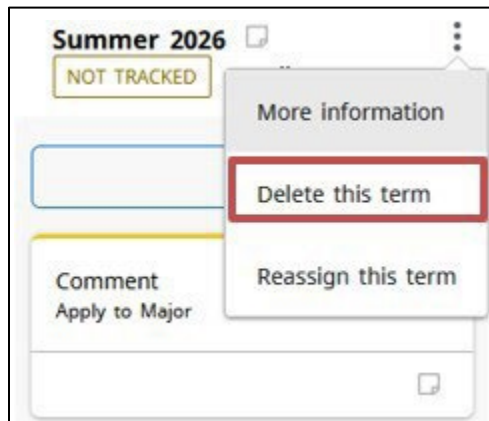 Summer 2026
NOT TRACKED
More information
Delete this term
Reassign this term
Comment
Apply to Major